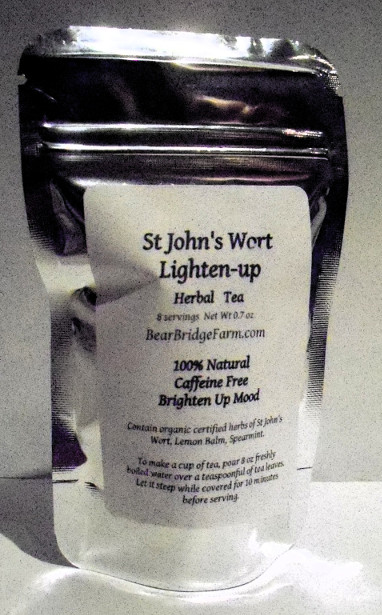 St John's Wort
Lighten-up
Herbal Tea
8 servings Net Wt 0.7 oz
BearBridgeFarm.com
100% Natural
Caffeine Free
Brighten Up Mood
Contain organic certified herbs of St John's
Wort, Lemon Balm, Spearmint.
To make a cup of tea, pour 8 oz freshly
boiled water over a teaspoonful of tea leaves.
Let it steep while covered for 10 minutes
before serving.